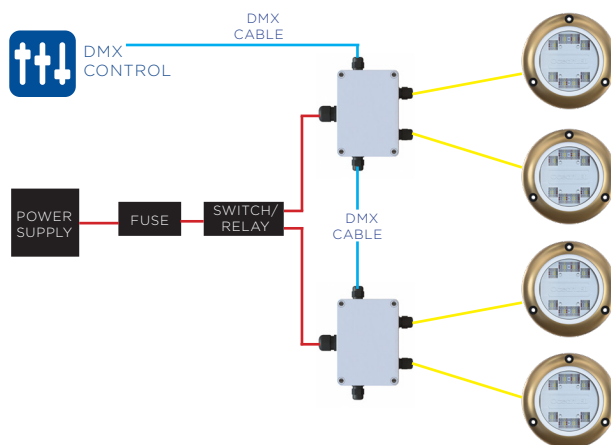 DMX
CABLE
DMX
CONTROL
POWER
SUPPLY
FUSE
SWITCH/
RELAY
DMX
CABLE